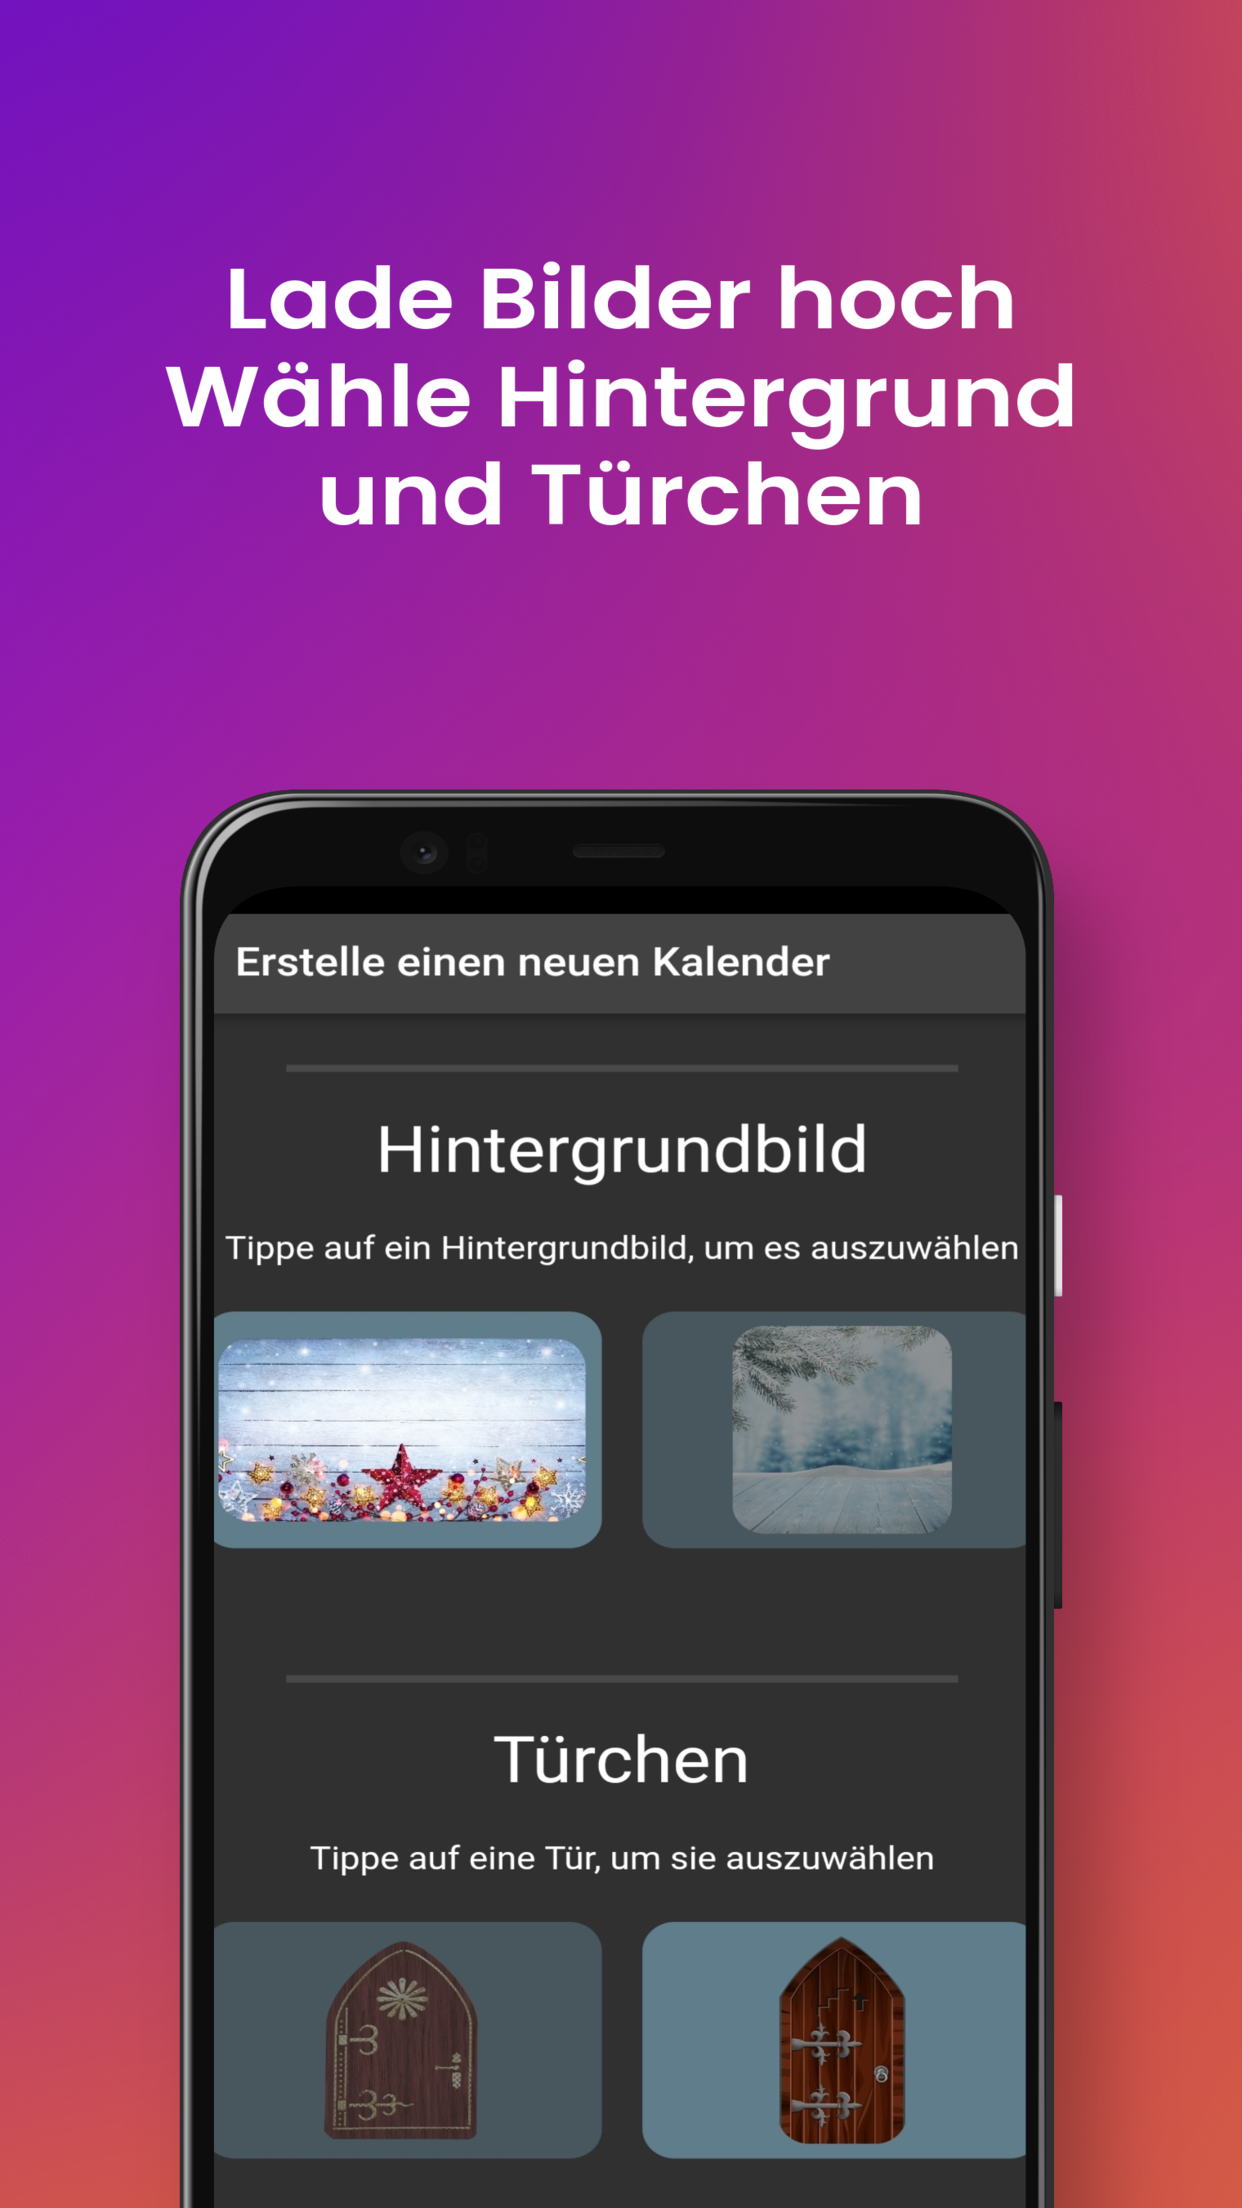 Lade Bilder hoch
Wähle Hintergrund
und Türchen
Erstelle einen neuen Kalender
Hintergrundbild
Tippe auf ein Hintergrundbild, um es auszuwählen
Türchen
Tippe auf eine Tür, um sie auszuwählen